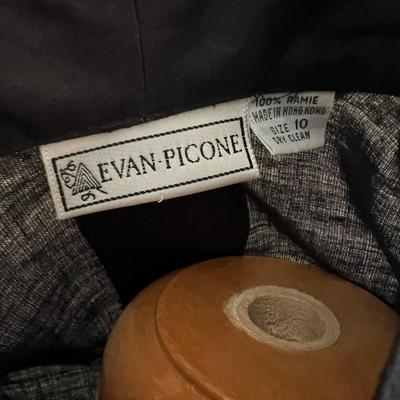 EVAN-PICONE
100% RAMIE
MADE IN HONG KONG
SIZE 10
DRY CLEAN